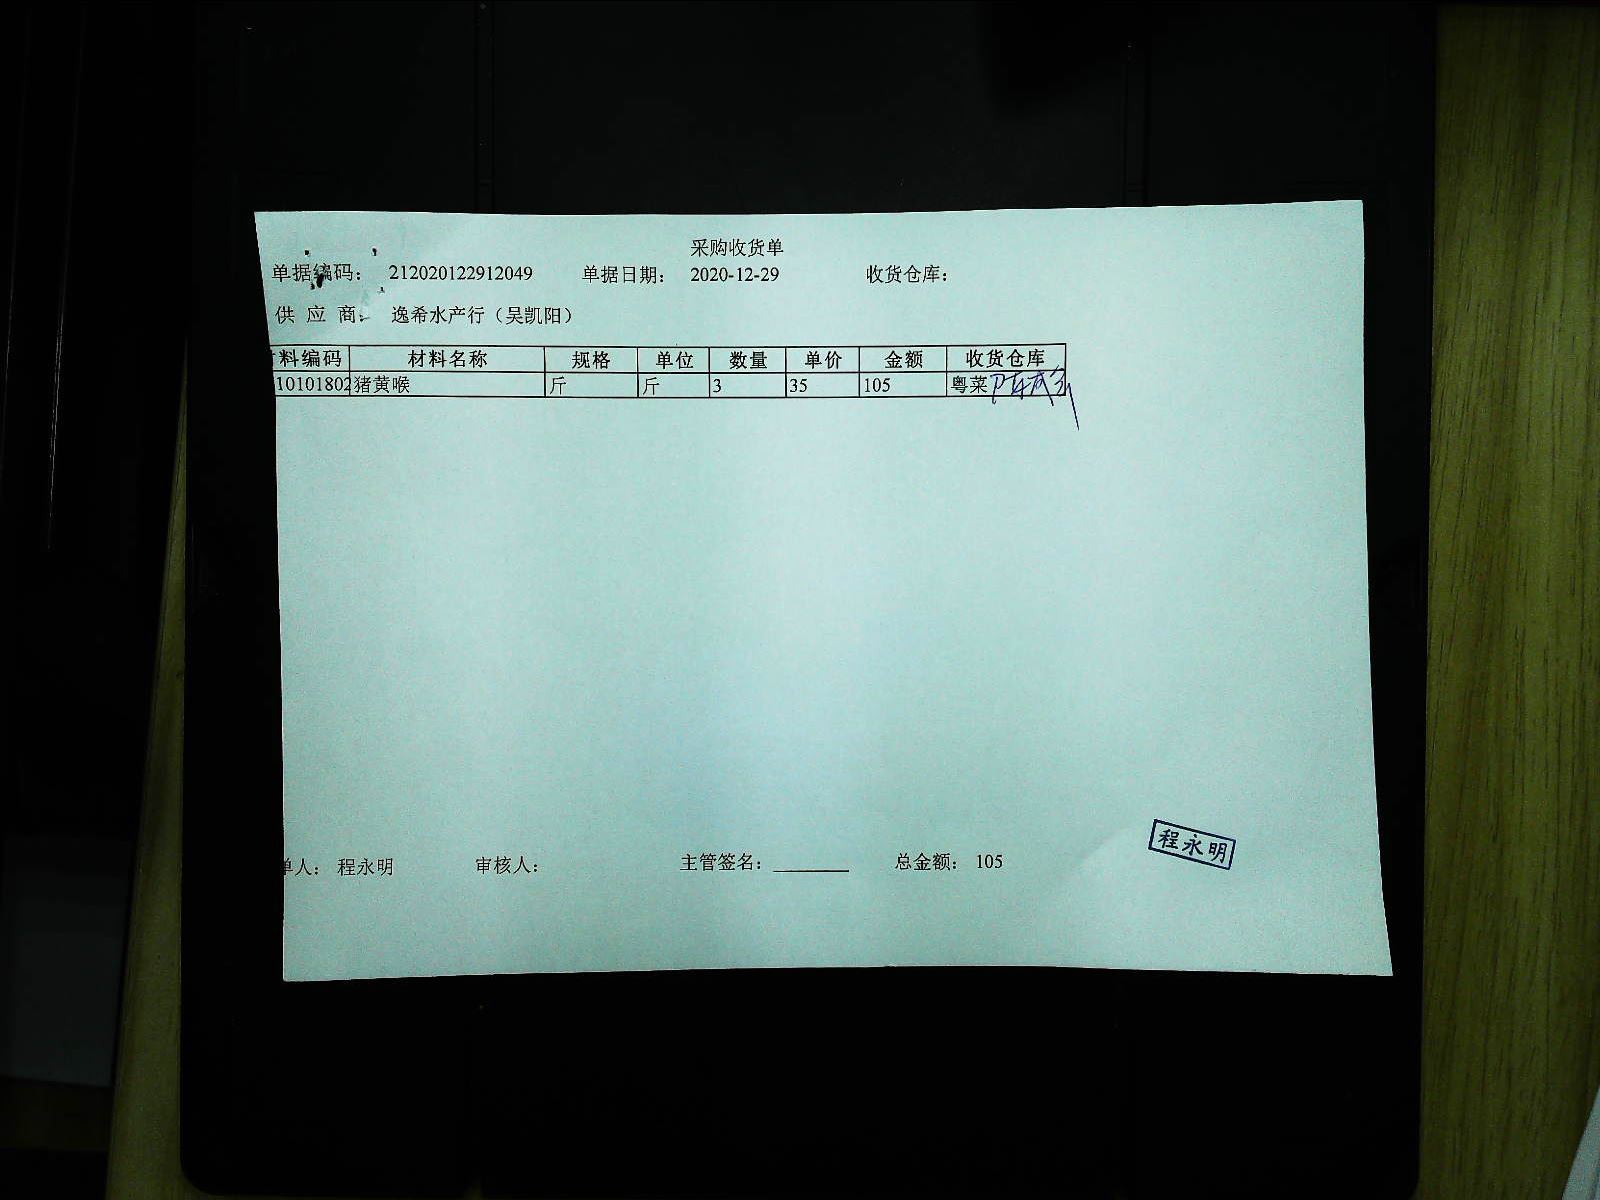 采购收货单
单据编码： 212020122912049 单据日期： 2020-12-29 收货仓库：
供 应 商： 逸希水产行（吴凯阳）
料编码 材料名称 规格 单位 数量 单价 金额 收货仓库
10101802 猪黄喉 斤 斤 3 35 105 粤菜
单人： 程永明 审核人： 主管签名： 总金额： 105
程永明